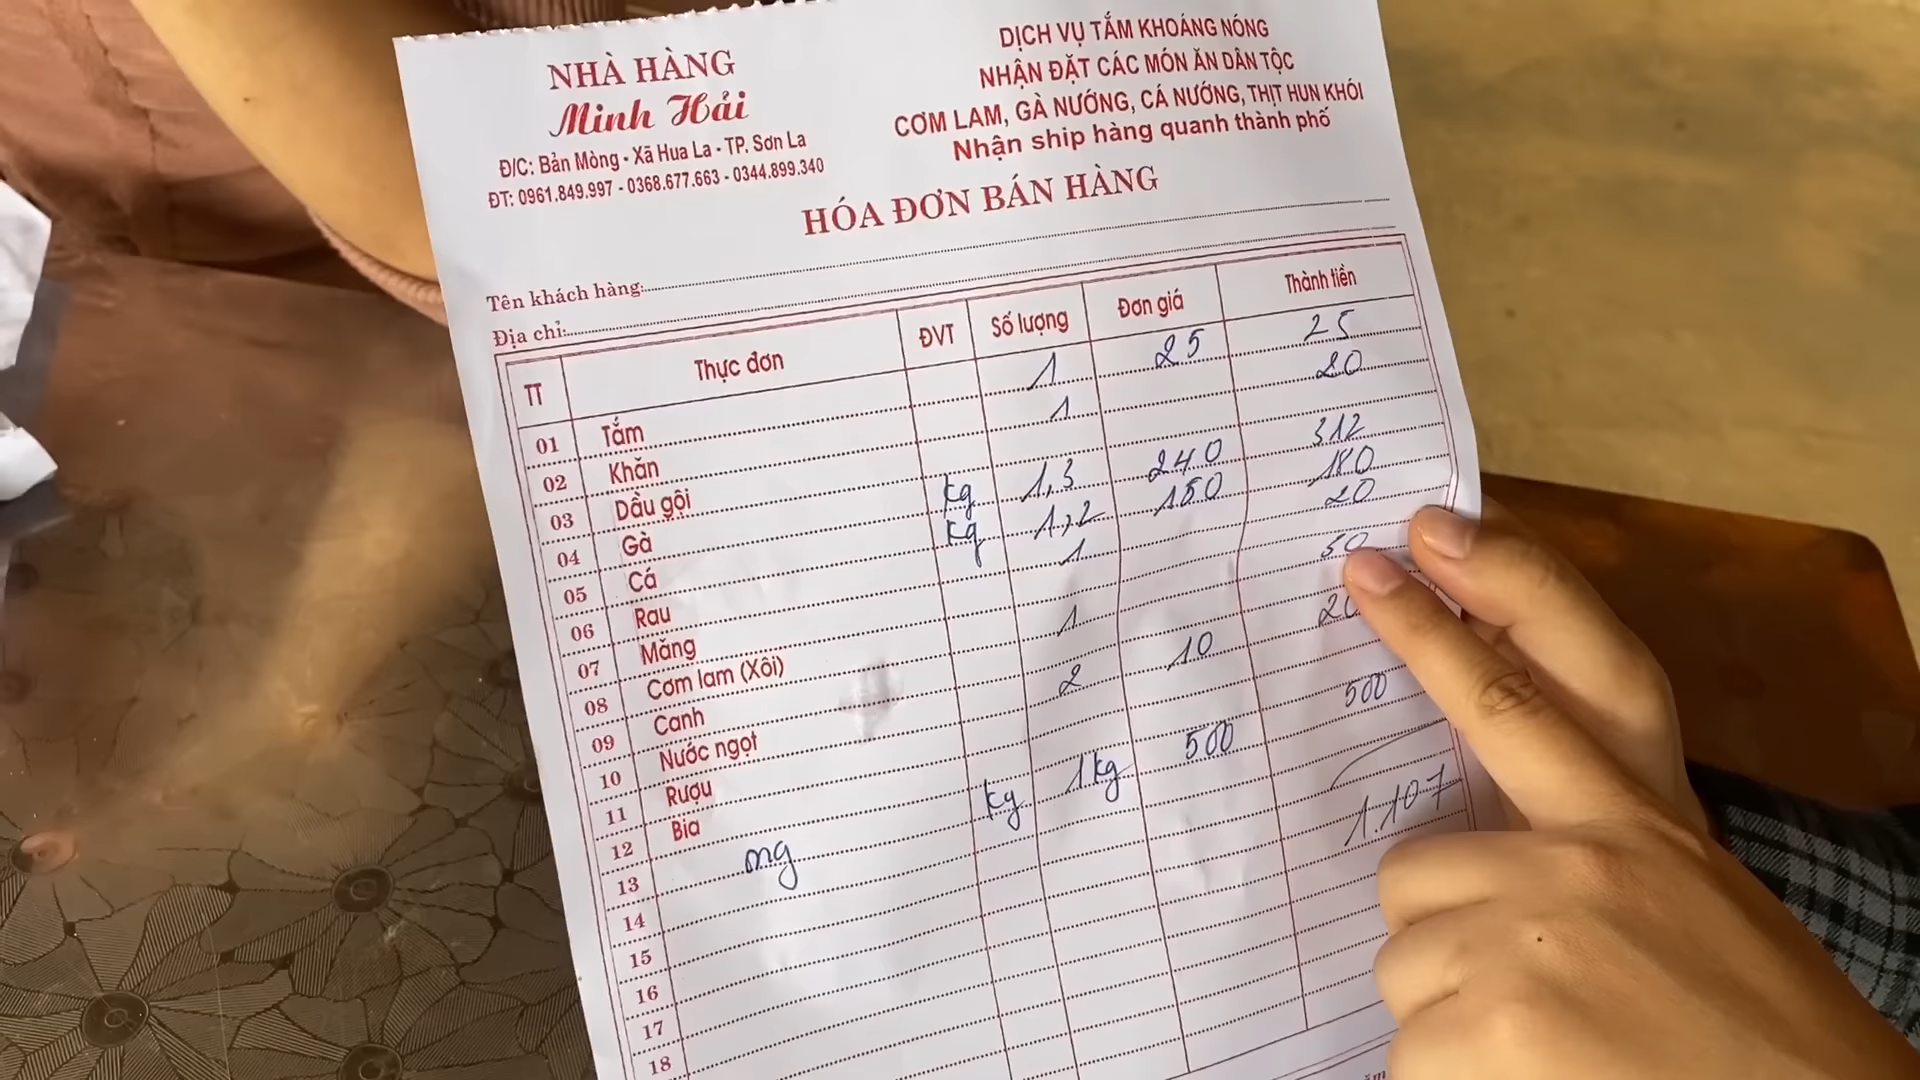 NHÀ HÀNG
Minh Hải
Đ/C: Bản Mòng - Xã Hua La - TP. Sơn La
ĐT: 0961.849.997 - 0368.677.663 - 0344.899.340
DỊCH VỤ TẮM KHOÁNG NÓNG
NHẬN ĐẶT CÁC MÓN ĂN DÂN TỘC
CƠM LAM, GÀ NƯỚNG, CÁ NƯỚNG, THỊT HUN KHÓI
Nhận ship hàng quanh thành phố
HÓA ĐƠN BÁN HÀNG
Tên khách hàng:
Địa chỉ:
TT Thực đơn ĐVT Số lượng Đơn giá Thành tiền
01 Tắm 1 25 25
02 Khăn 1 20
03 Dầu gội
04 Gà kg 1,3 240 312
05 Cá kg 1,2 150 180
06 Rau 1 20
07 Măng
08 Cơm lam (Xôi) 1 50
09 Canh 2 10 20
10 Nước ngọt
11 Rượu
12 Bia
13 mg kg 1kg 500 500
14
15 1.107
16
17
18